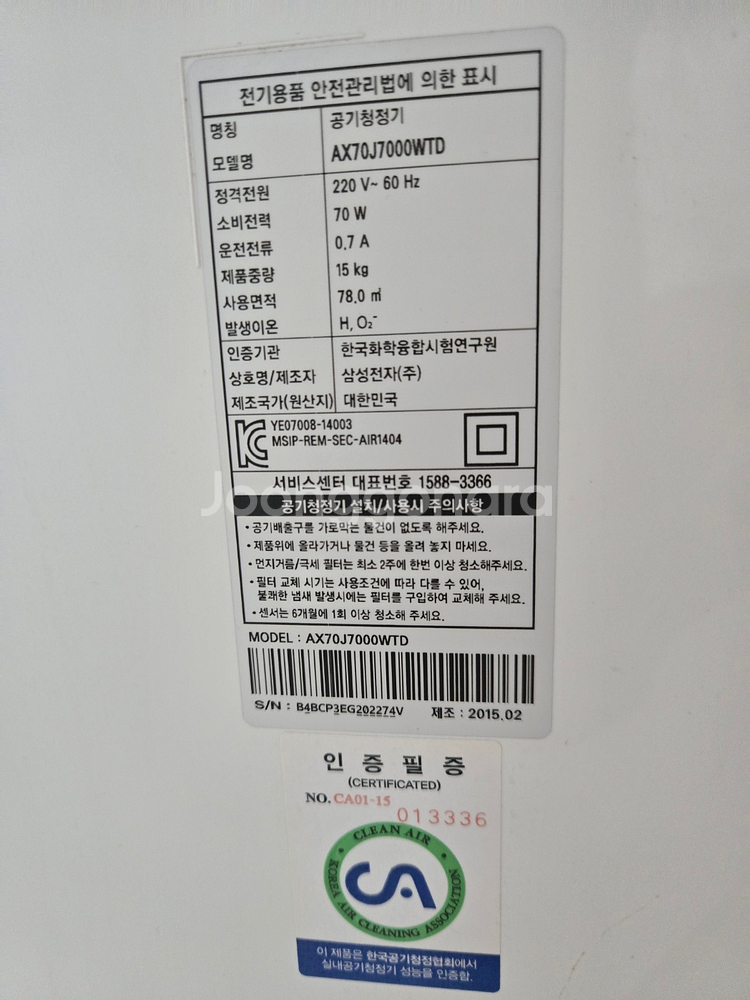 전기용품 안전관리법에 의한 표시
명칭 공기청정기
모델명 AX70J7000WTD
정격전원 220 V~ 60 Hz
소비전력 70 W
운전전류 0.7 A
제품중량 15 kg
사용면적 78.0 ㎡
발생이온 H, O₂⁻
인증기관 한국화학융합시험연구원
상호명/제조자 삼성전자(주)
제조국가(원산지) 대한민국
YE07008-14003
MSIP-REM-SEC-AIR1404
서비스센터 대표번호 1588-3366
Joonggonara
공기청정기 설치/사용시 주의사항
• 공기배출구를 가로막는 물건이 없도록 해주세요.
• 제품위에 올라가거나 물건 등을 올려 놓지 마세요.
• 먼지거름/극세 필터는 최소 2주에 한번 이상 청소해주세요.
• 필터 교체 시기는 사용조건에 따라 다를 수 있어,
불쾌한 냄새 발생시에는 필터를 구입하여 교체해 주세요.
• 센서는 6개월에 1회 이상 청소해 주세요.
MODEL : AX70J7000WTD
S/N : B4BCP3EG202274V 제조 : 2015.02
인증필증
(CERTIFICATED)
NO. CA01-15
013336
CLEAN AIR
CA
KOREA AIR CLEANING ASSOCIATION
이 제품은 한국공기청정협회에서
실내공기청정기 성능을 인증함.